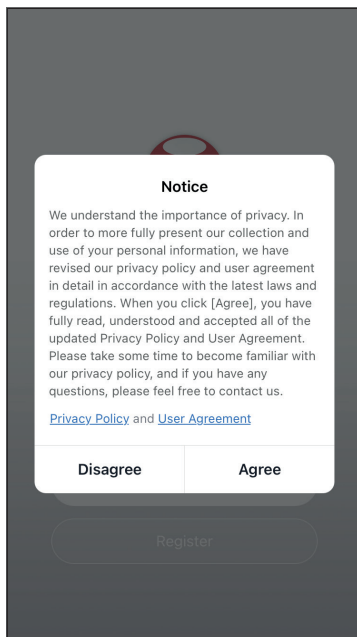 Notice
We understand the importance of privacy. In
order to more fully present our collection and
use of your personal information, we have
revised our privacy policy and user agreement
in detail in accordance with the latest laws and
regulations. When you click [Agree], you have
fully read, understood and accepted all of the
updated Privacy Policy and User Agreement.
Please take some time to become familiar with
our privacy policy, and if you have any
questions, please feel free to contact us.
Privacy Policy and User Agreement
Disagree Agree
Register